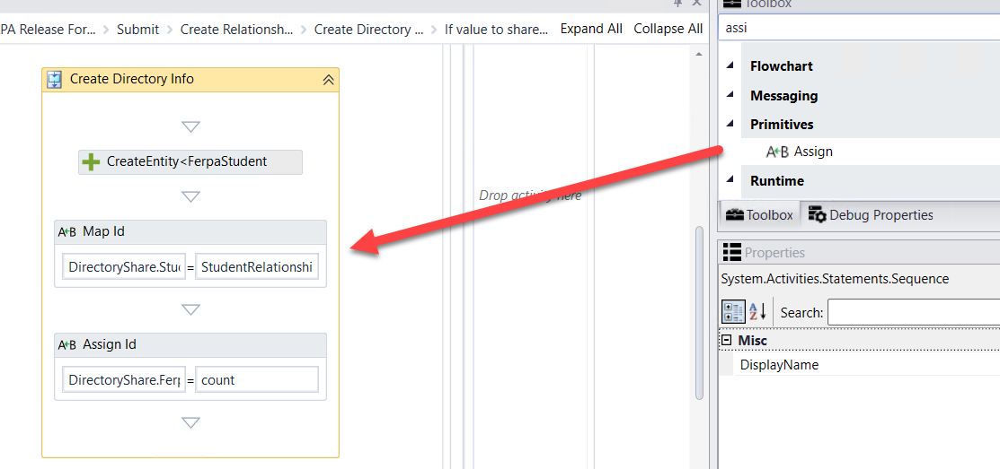 PA Release For... > Submit > Create Relationsh... > Create Directory ... > If value to share... Expand All Collapse All
Create Directory Info
CreateEntity<FerpaStudent
Map Id
DirectoryShare.Stud = StudentRelationshi
Assign Id
DirectoryShare.Ferp = count
Drop activity here
Toolbox
assi
Flowchart
Messaging
Primitives
A B Assign
Runtime
Toolbox Debug Properties
Properties
System.Activities.Statements.Sequence
Search:
Misc
DisplayName